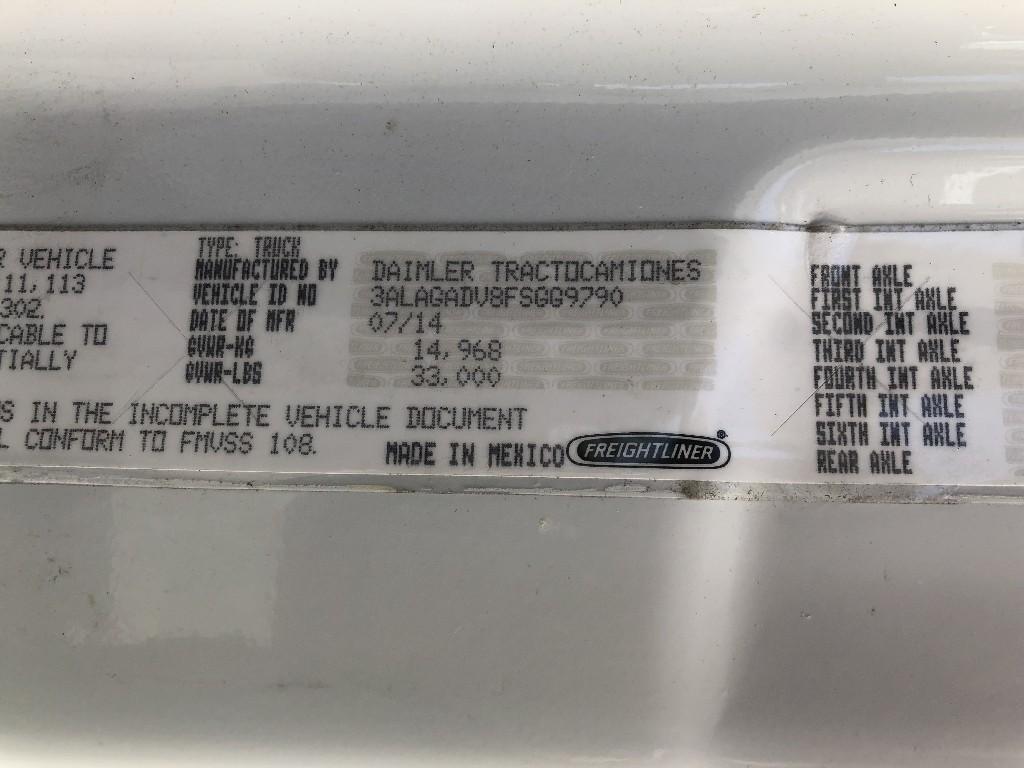 R VEHICLE
11,113
302.
CABLE TO
TIALLY
S IN THE INCOMPLETE VEHICLE DOCUMENT
L CONFORM TO FMVSS 108.
TYPE: TRUCK
MANUFACTURED BY DAIMLER TRACTOCAMIONES
VEHICLE ID NO 3ALAGADV8FSGG9790
DATE OF MFR 07/14
GVWR-KG 14,968
GVWR-LBS 33,000
MADE IN MEXICO FREIGHTLINER®
FRONT AXLE
FIRST INT AXLE
SECOND INT AXLE
THIRD INT AXLE
FOURTH INT AXLE
FIFTH INT AXLE
SIXTH INT AXLE
REAR AXLE